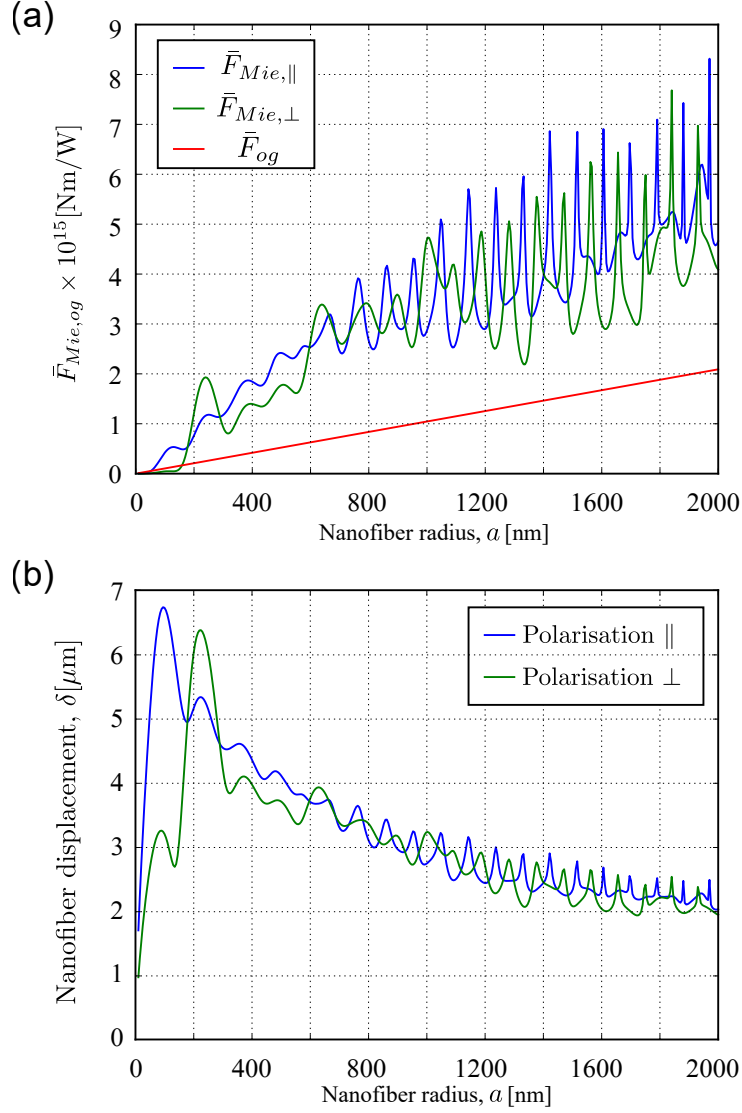 (a)
F̄_{Mie,∥}
F̄_{Mie,⊥}
F̄_{og}
F̄_{Mie,og} × 10^{15} [Nm/W]
9
8
7
6
5
4
3
2
1
0
0 400 800 1200 1600 2000
Nanofiber radius, a [nm]
(b)
Polarisation ∥
Polarisation ⊥
Nanofiber displacement, δ[μm]
7
6
5
4
3
2
1
0
0 400 800 1200 1600 2000
Nanofiber radius, a [nm]